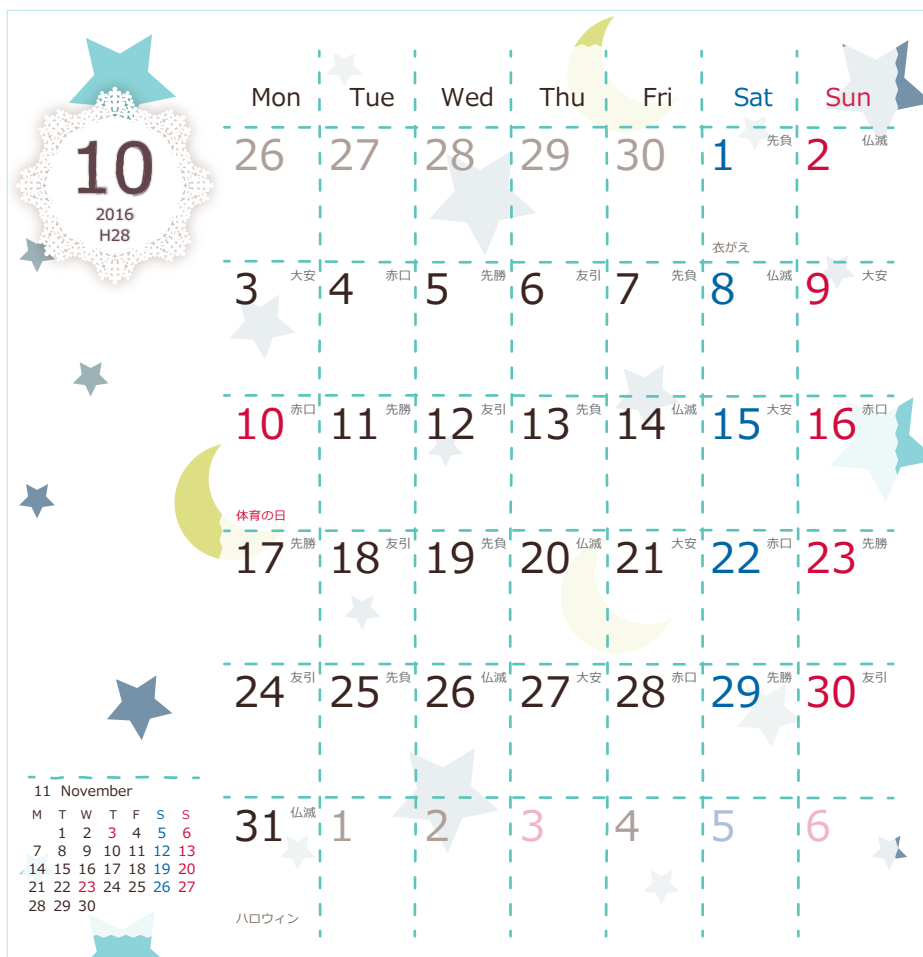 10
2016
H28
Mon Tue Wed Thu Fri Sat Sun
26 27 28 29 30 1 先負 2 仏滅
衣がえ
3 大安 4 赤口 5 先勝 6 友引 7 先負 8 仏滅 9 大安
10 赤口 11 先勝 12 友引 13 先負 14 仏滅 15 大安 16 赤口
体育の日
17 先勝 18 友引 19 先負 20 仏滅 21 大安 22 赤口 23 先勝
24 友引 25 先負 26 仏滅 27 大安 28 赤口 29 先勝 30 友引
31 仏滅 1 2 3 4 5 6
ハロウィン
11 November
M T W T F S S
1 2 3 4 5 6
7 8 9 10 11 12 13
14 15 16 17 18 19 20
21 22 23 24 25 26 27
28 29 30